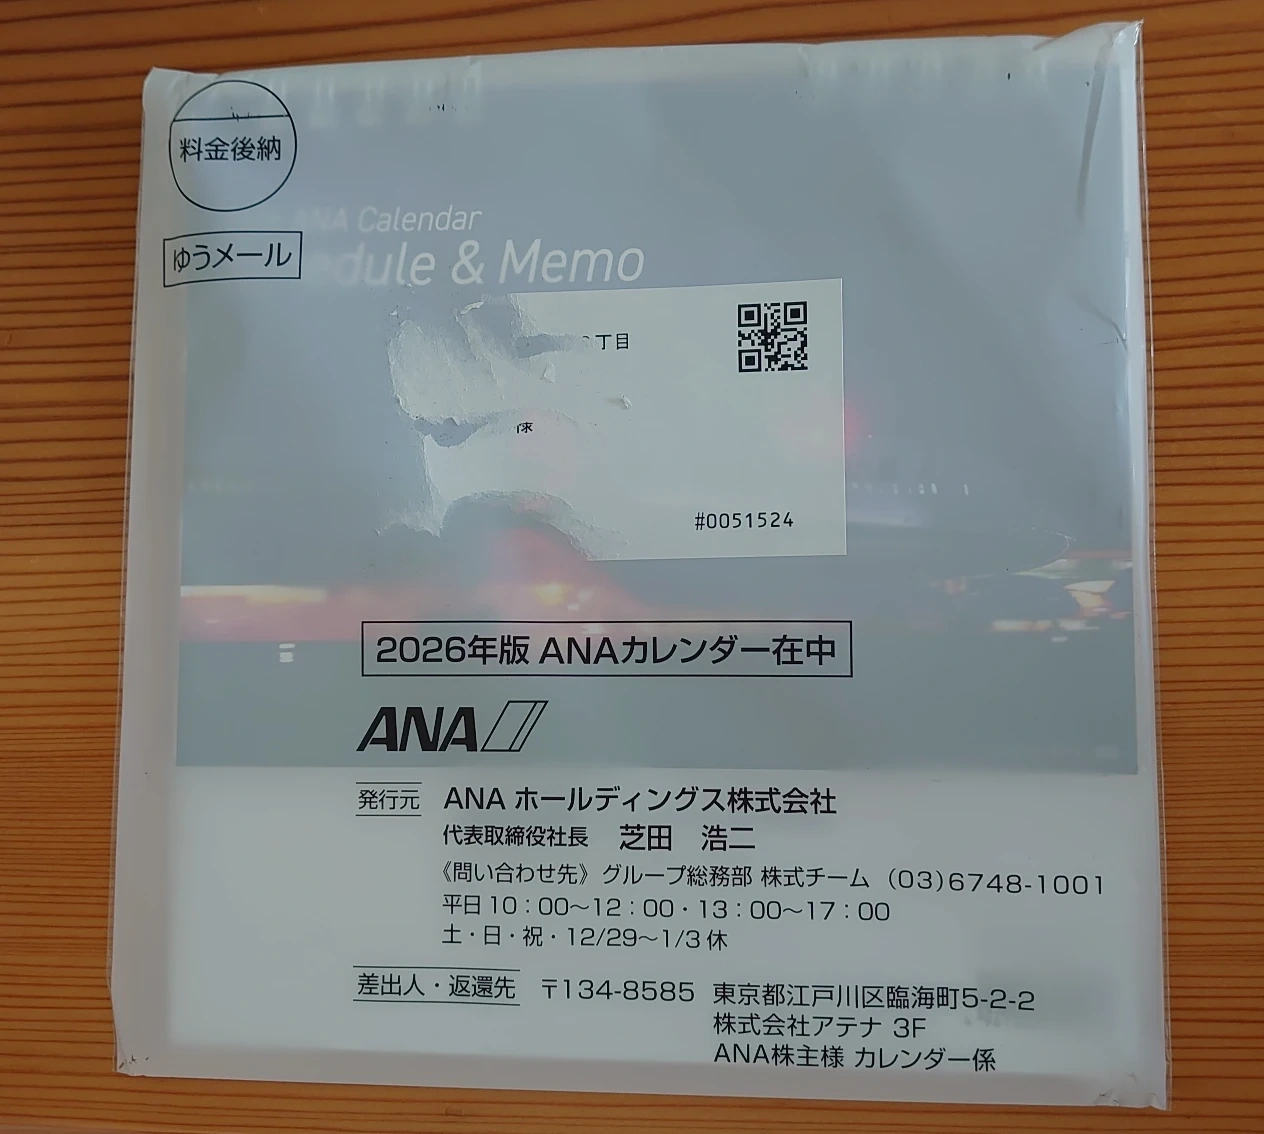 料金後納
ゆうメール
ANA Calendar
dule & Memo
丁目
様
#0051524
2026年版 ANAカレンダー在中
ANA
発行元 ANA ホールディングス株式会社
代表取締役社長 芝田 浩二
《問い合わせ先》グループ総務部 株式チーム (03)6748-1001
平日10：00～12：00・13：00～17：00
土・日・祝・12/29～1/3 休
差出人・返還先 〒134-8585 東京都江戸川区臨海町5-2-2
株式会社アテナ 3F
ANA株主様 カレンダー係